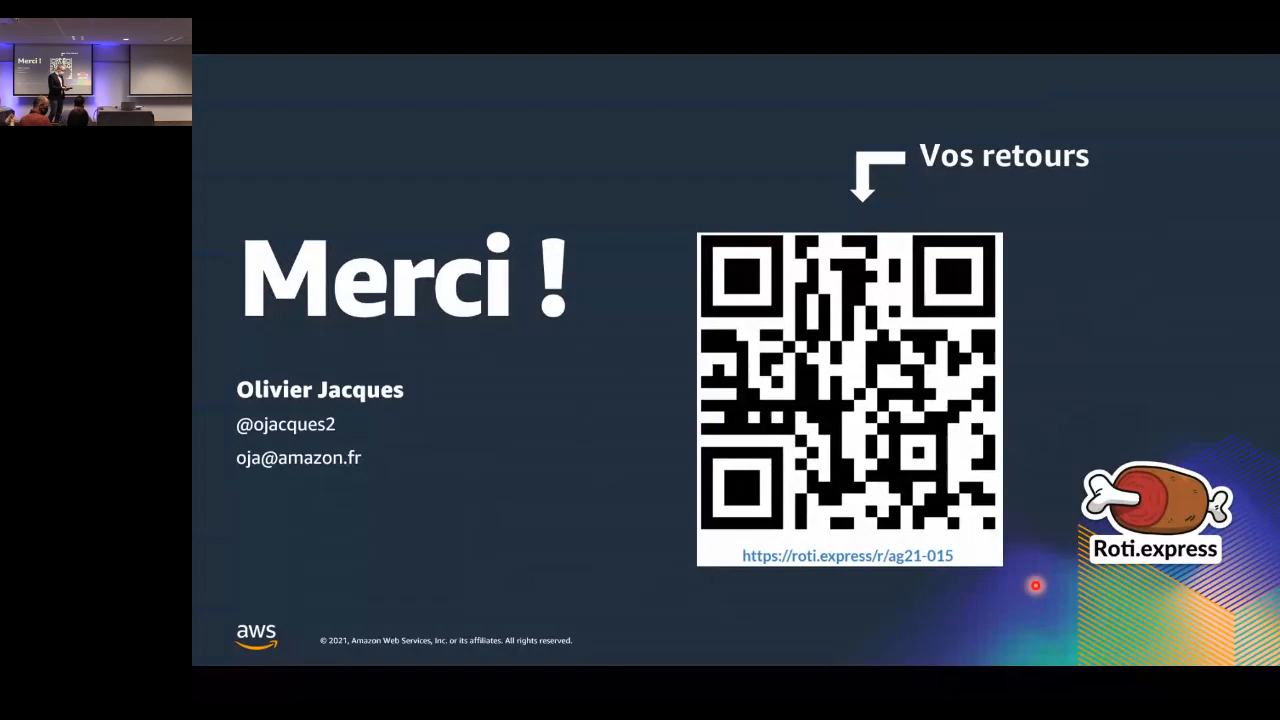 Merci !
Vos retours
Merci !
Olivier Jacques
@ojacques2
oja@amazon.fr
https://roti.express/r/ag21-015
Roti.express
aws
© 2021, Amazon Web Services, Inc. or its affiliates. All rights reserved.